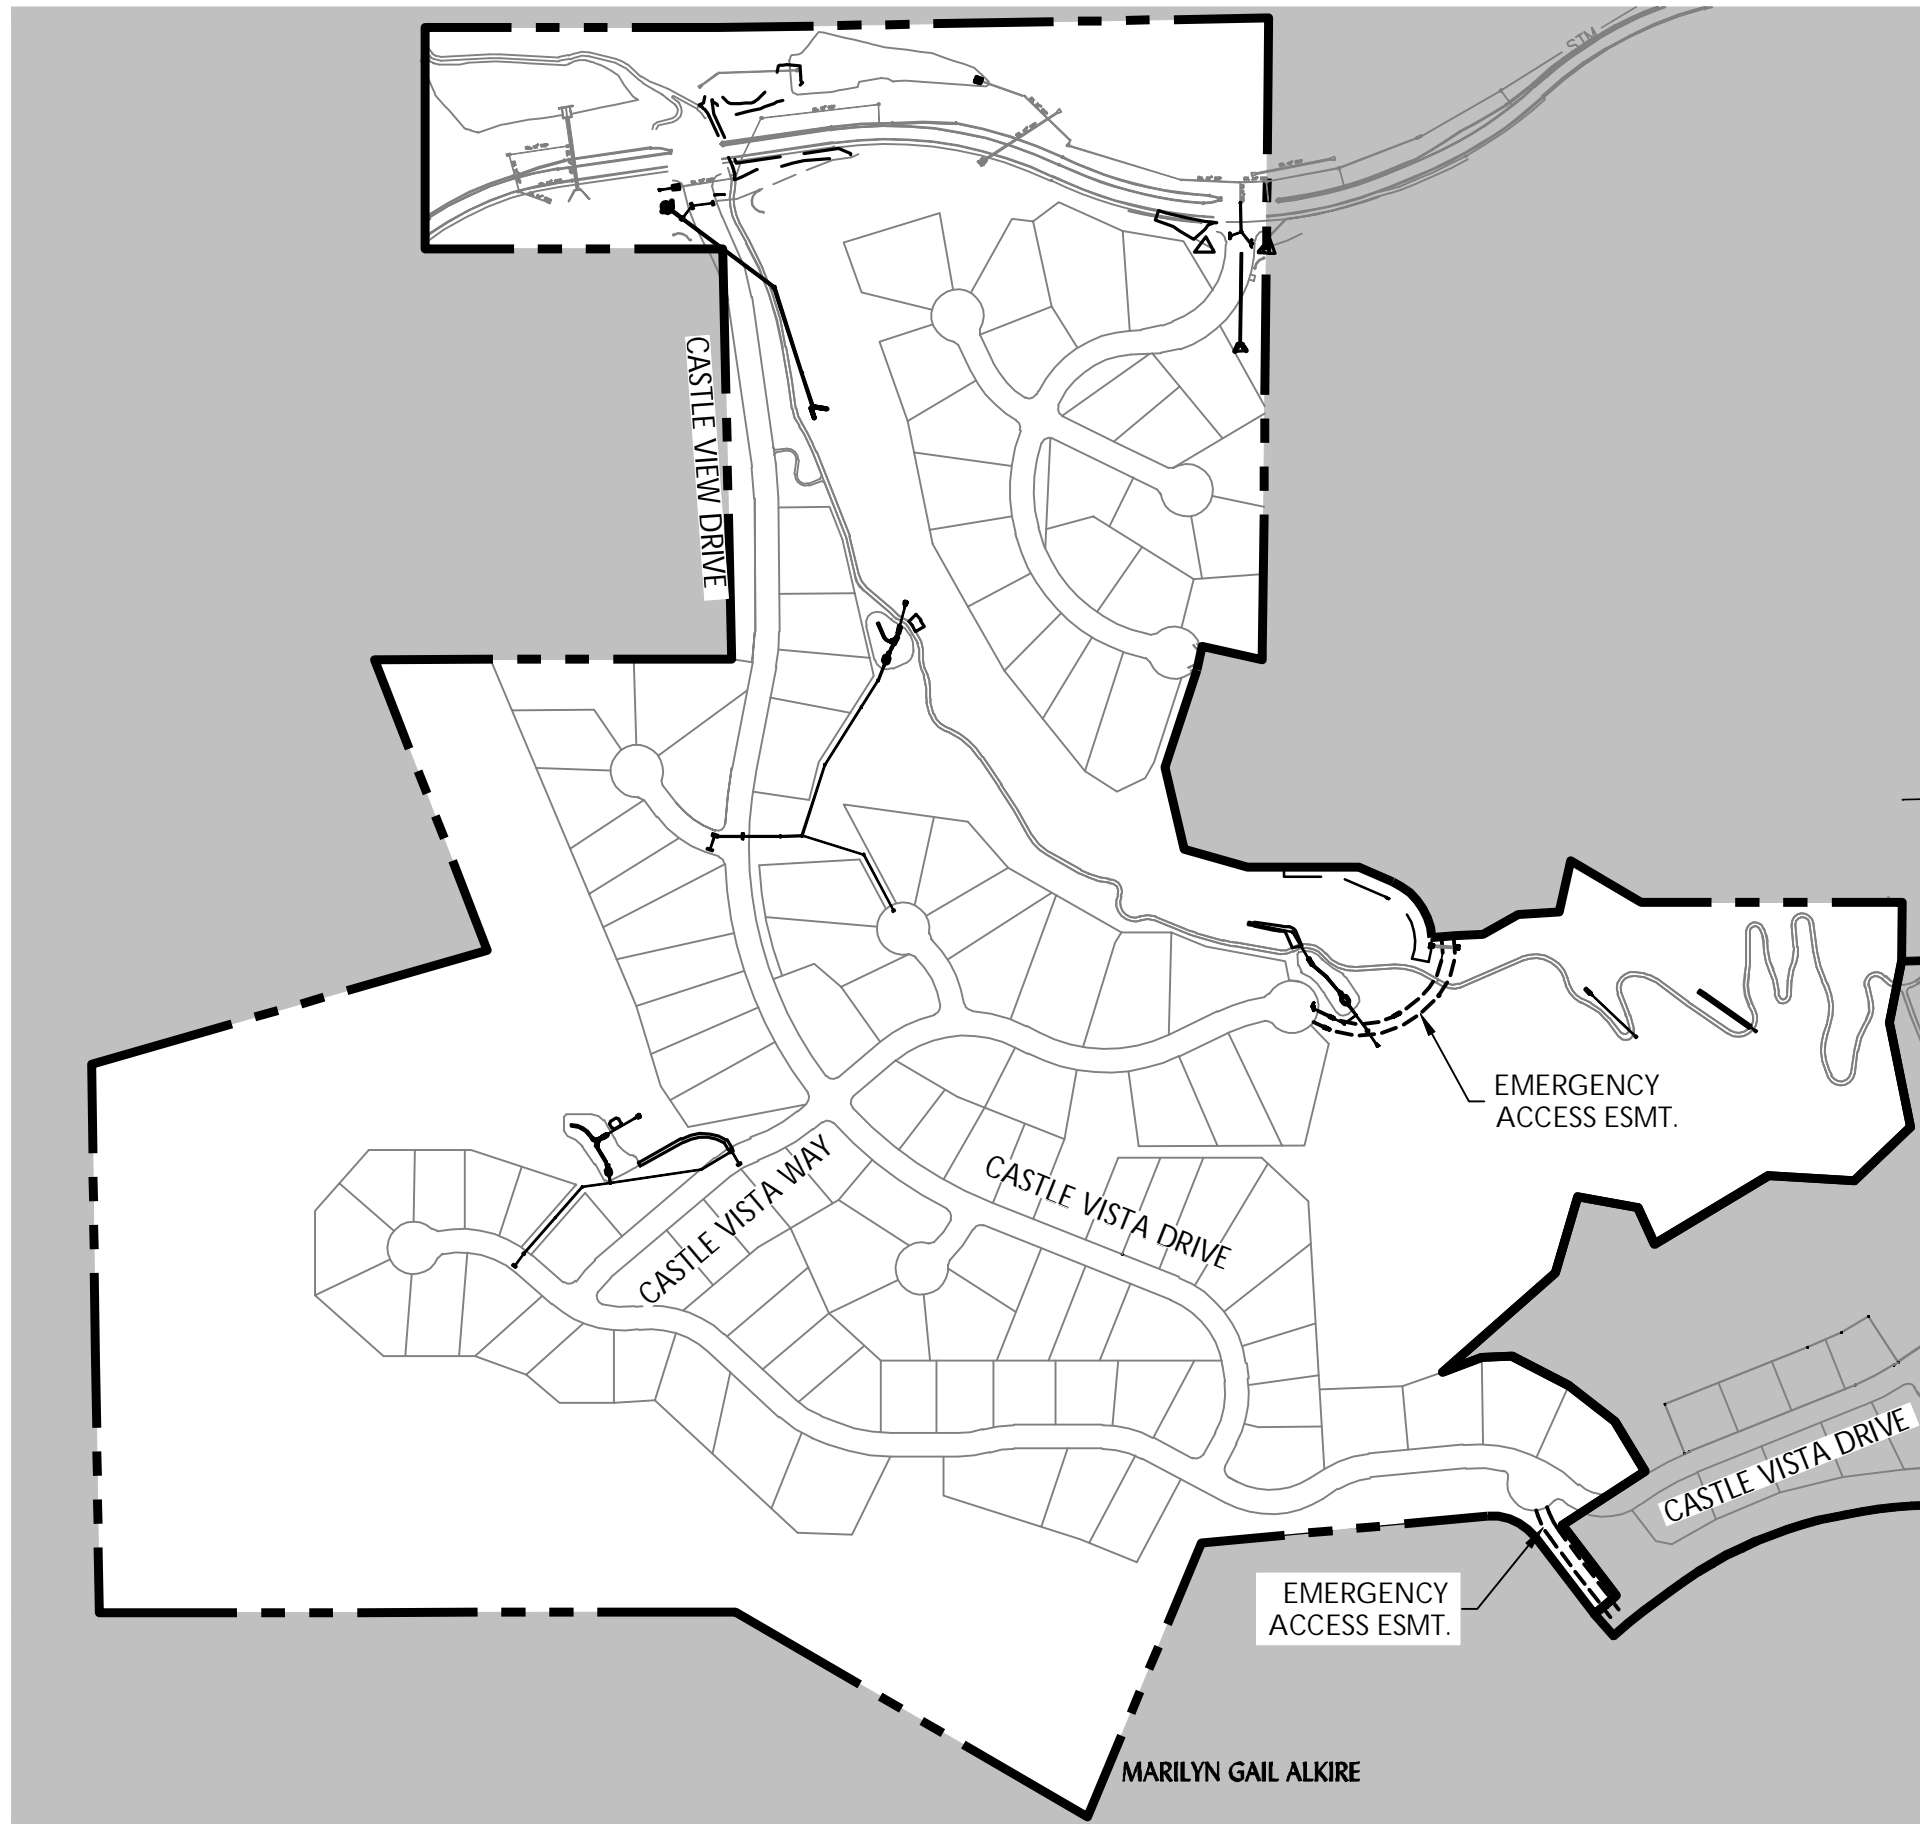 STM
CASTLE VIEW DRIVE
EMERGENCY
ACCESS ESMT.
CASTLE VISTA WAY
CASTLE VISTA DRIVE
CASTLE VISTA DRIVE
EMERGENCY
ACCESS ESMT.
MARILYN GAIL ALKIRE